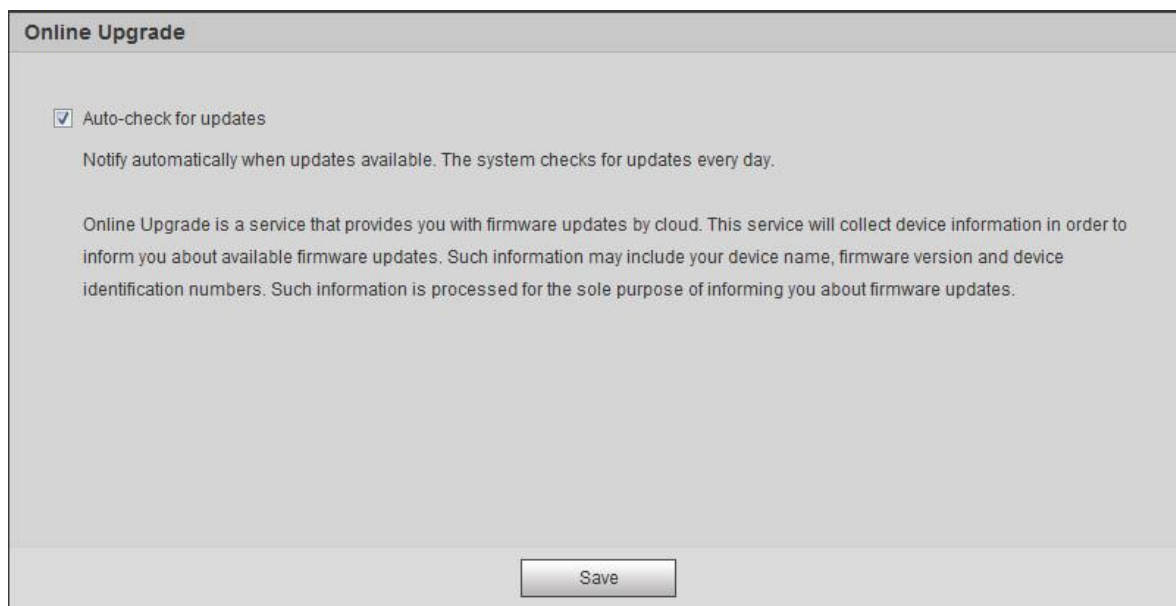 Online Upgrade
Auto-check for updates
Notify automatically when updates available. The system checks for updates every day.
Online Upgrade is a service that provides you with firmware updates by cloud. This service will collect device information in order to
inform you about available firmware updates. Such information may include your device name, firmware version and device
identification numbers. Such information is processed for the sole purpose of informing you about firmware updates.
Save